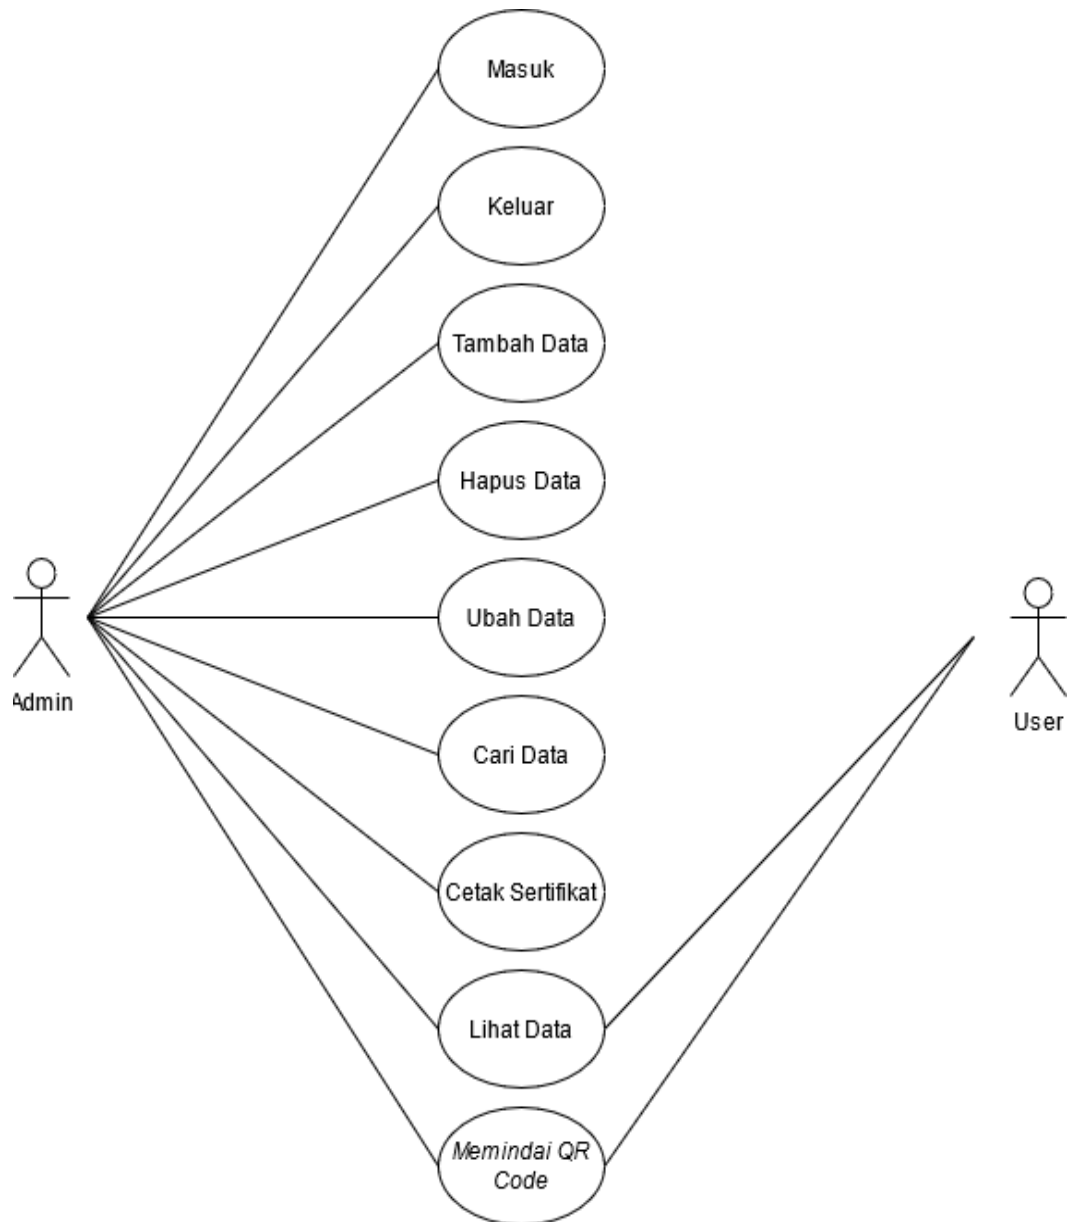 Masuk
Keluar
Tambah Data
Hapus Data
Ubah Data
Admin
User
Cari Data
Cetak Sertifikat
Lihat Data
Memindai QR
Code